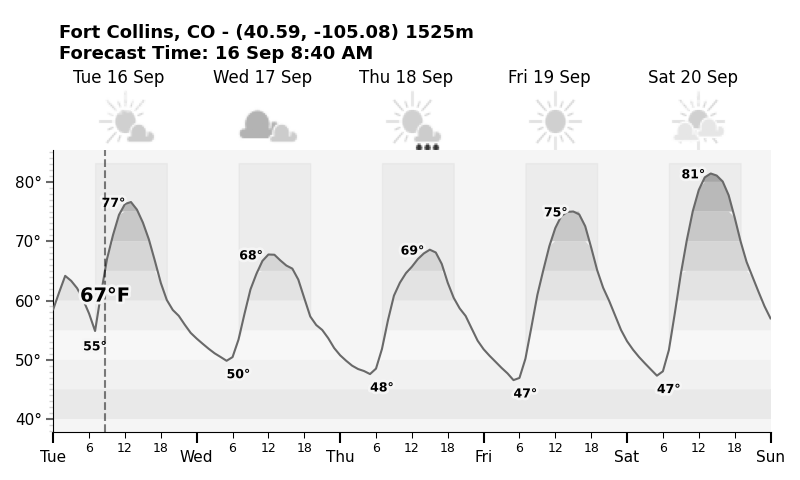 Fort Collins, CO - (40.59, -105.08) 1525m
Forecast Time: 16 Sep 8:40 AM
Tue 16 Sep Wed 17 Sep Thu 18 Sep Fri 19 Sep Sat 20 Sep
80°
70°
60°
50°
40°
77°
67°F
55°
68°
50°
69°
48°
75°
47°
81°
47°
6 12 18 6 12 18 6 12 18 6 12 18 6 12 18
Tue Wed Thu Fri Sat Sun